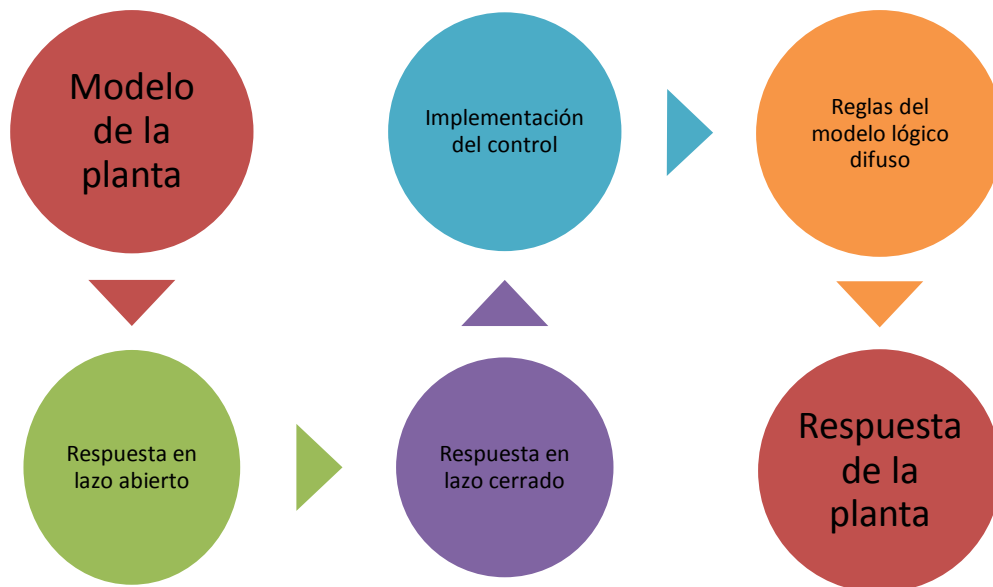 Modelo
de la
planta
Respuesta en
lazo abierto
Respuesta en
lazo cerrado
Implementación
del control
Reglas del
modelo lógico
difuso
Respuesta
de la
planta